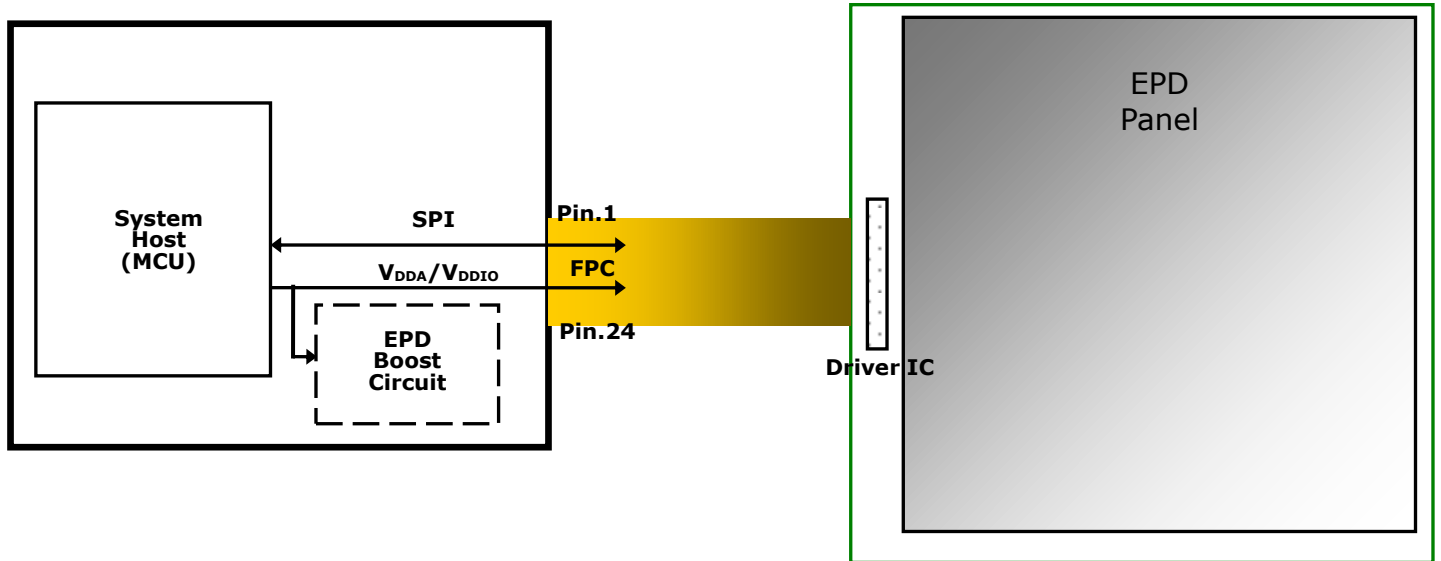 EPD
Panel
System
Host
(MCU)
SPI
Pin.1
VDDA/VDDIO
FPC
Pin.24
EPD
Boost
Circuit
Driver IC